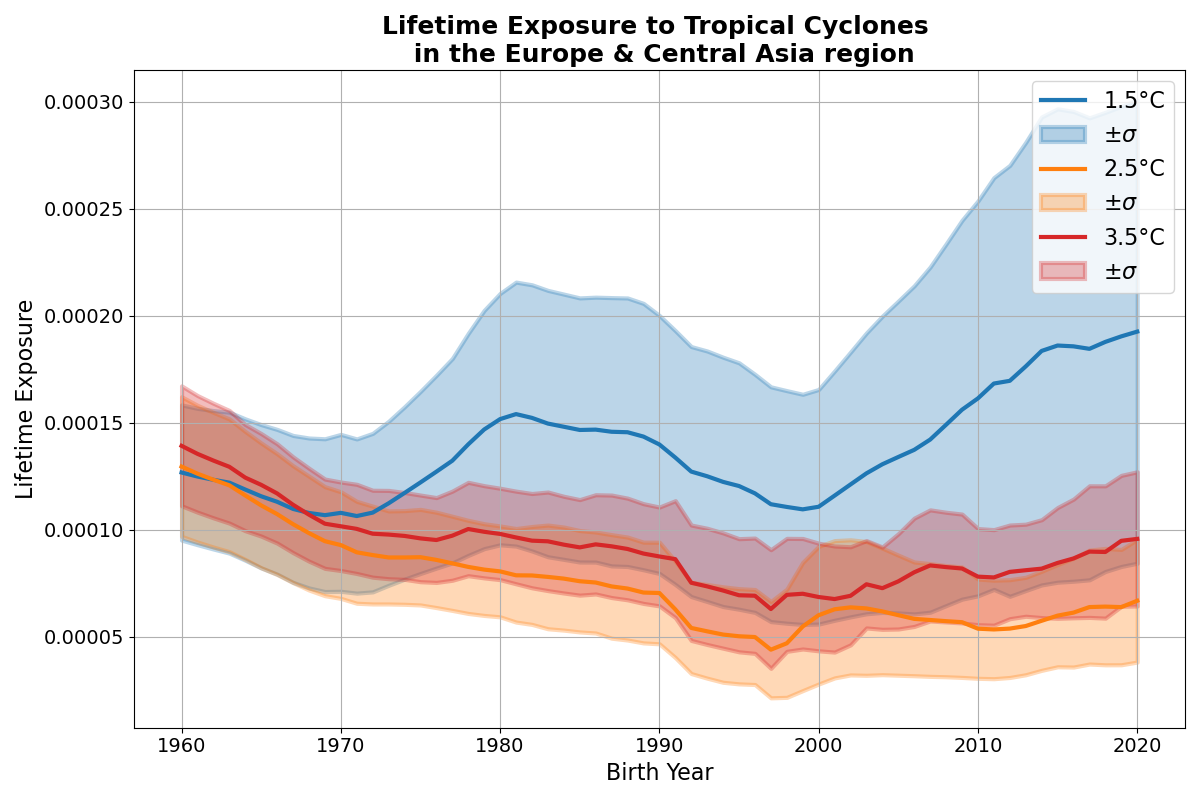 Lifetime Exposure to Tropical Cyclones
in the Europe & Central Asia region
0.00030
0.00025
0.00020
0.00015
0.00010
0.00005
Lifetime Exposure
1960
1970
1980
1990
2000
2010
2020
Birth Year
1.5°C
±σ
2.5°C
±σ
3.5°C
±σ